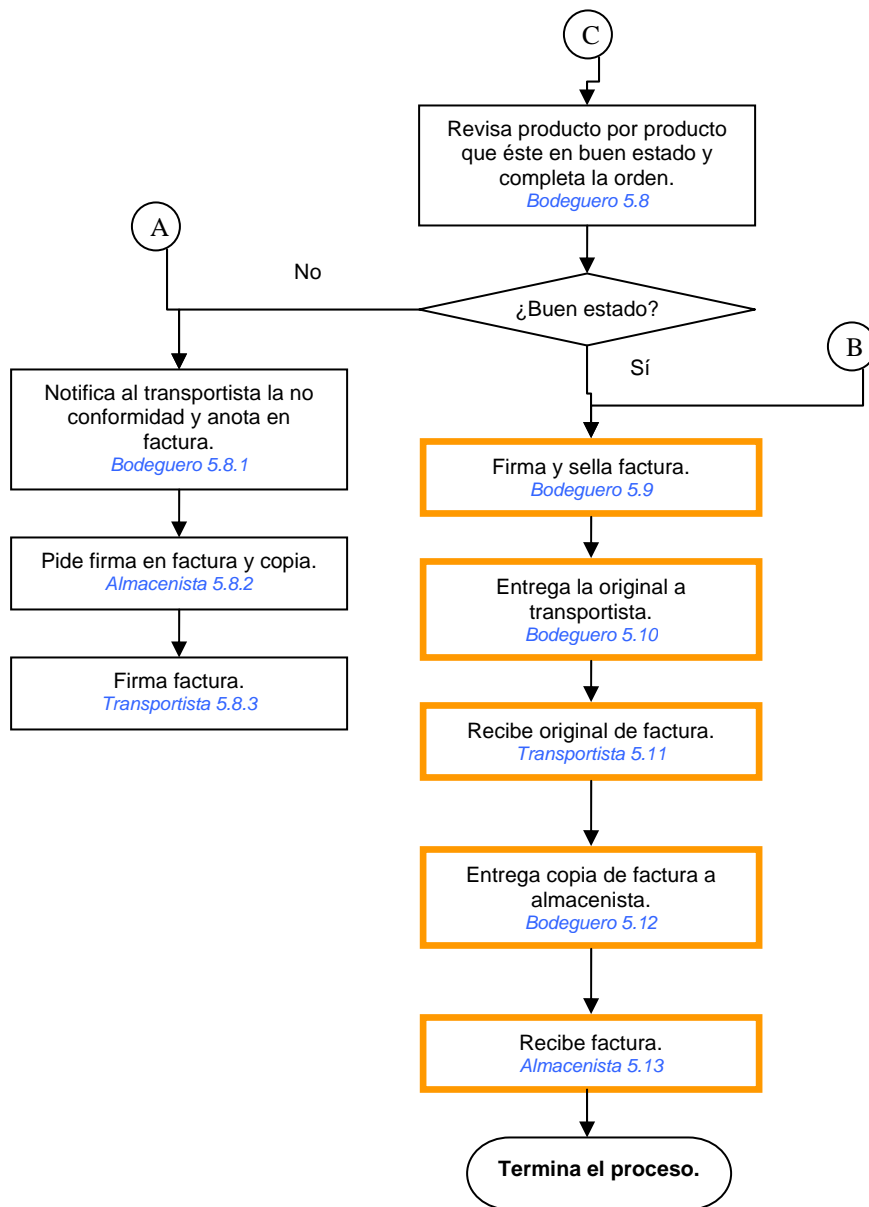 C
Revisa producto por producto
que éste en buen estado y
completa la orden.
Bodeguero 5.8
A
No
¿Buen estado?
B
Sí
Notifica al transportista la no
conformidad y anota en
factura.
Bodeguero 5.8.1
Pide firma en factura y copia.
Almacenista 5.8.2
Firma factura.
Transportista 5.8.3
Firma y sella factura.
Bodeguero 5.9
Entrega la original a
transportista.
Bodeguero 5.10
Recibe original de factura.
Transportista 5.11
Entrega copia de factura a
almacenista.
Bodeguero 5.12
Recibe factura.
Almacenista 5.13
Termina el proceso.